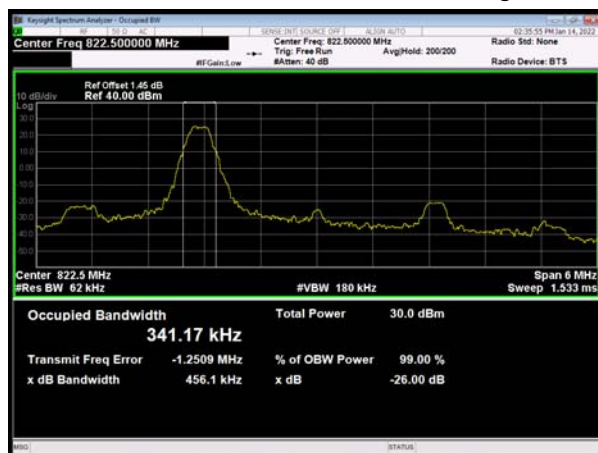 Keysight Spectrum Analyzer - Occupied BW
RF 50 Ω AC SENSE:INT SOURCE OFF ALIGN AUTO 02:35:55 PM Jan 14, 2022
Center Freq 822.500000 MHz Center Freq: 822.500000 MHz Radio Std: None
Trig: Free Run Avg|Hold: 200/200
#IFGain:Low #Atten: 40 dB Radio Device: BTS
Ref Offset 1.45 dB
10 dB/div Ref 40.00 dBm
Log
30.0
20.0
10.0
0.00
-10.0
-20.0
-30.0
-40.0
-50.0
Center 822.5 MHz Span 6 MHz
#Res BW 62 kHz #VBW 180 kHz Sweep 1.533 ms
Occupied Bandwidth Total Power 30.0 dBm
341.17 kHz
Transmit Freq Error -1.2509 MHz % of OBW Power 99.00 %
x dB Bandwidth 456.1 kHz x dB -26.00 dB
MSG STATUS